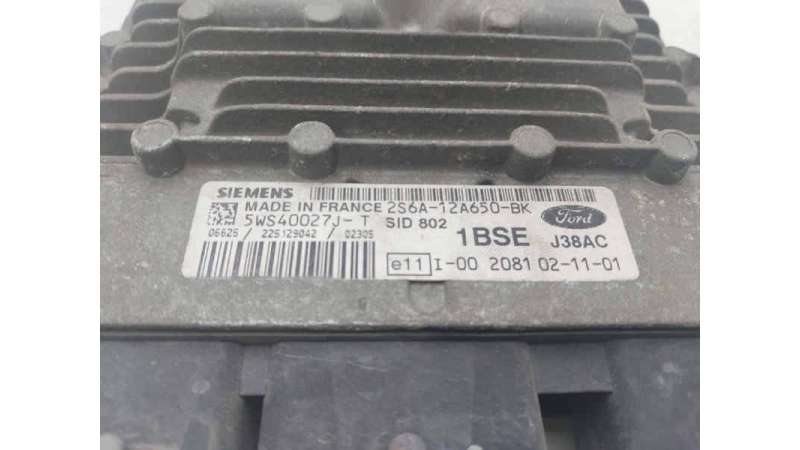 SIEMENS
MADE IN FRANCE 2S6A-12A650-BK
5WS40027J-T SID 802
06626 / 225129042 / 02305
1BSE J38AC
Ford
e11 I-00 2081 02-11-01